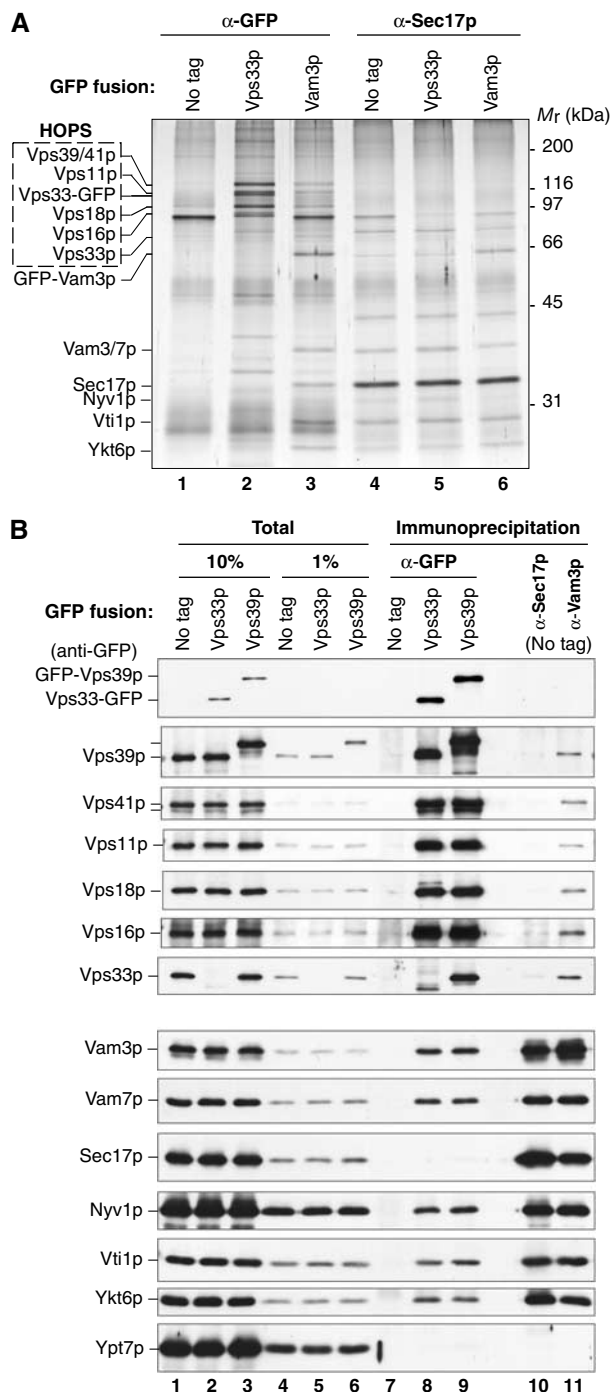 A
α-GFP α-Sec17p
GFP fusion: No tag Vps33p Vam3p No tag Vps33p Vam3p
Mr (kDa)
HOPS
Vps39/41p
Vps11p
Vps33-GFP
Vps18p
Vps16p
Vps33p
GFP-Vam3p
Vam3/7p
Sec17p
Nyv1p
Vti1p
Ykt6p
200
116
97
66
45
31
1 2 3 4 5 6
B
Total Immunoprecipitation
10% 1% α-GFP α-Sec17p α-Vam3p
GFP fusion: No tag Vps33p Vps39p No tag Vps33p Vps39p No tag Vps33p Vps39p
(anti-GFP) (No tag)
GFP-Vps39p
Vps33-GFP
Vps39p
Vps41p
Vps11p
Vps18p
Vps16p
Vps33p
Vam3p
Vam7p
Sec17p
Nyv1p
Vti1p
Ykt6p
Ypt7p
1 2 3 4 5 6 7 8 9 10 11